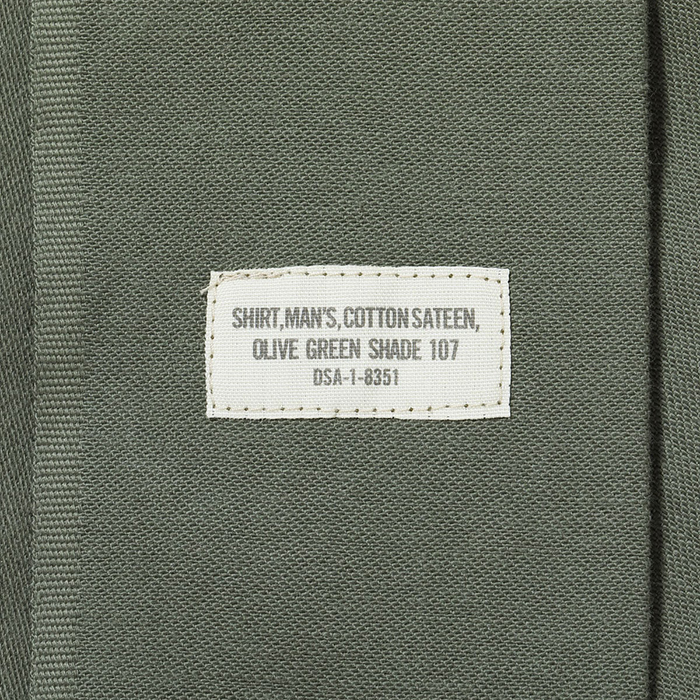 SHIRT,MAN'S,COTTON SATEEN,
OLIVE GREEN SHADE 107
DSA-1-8351